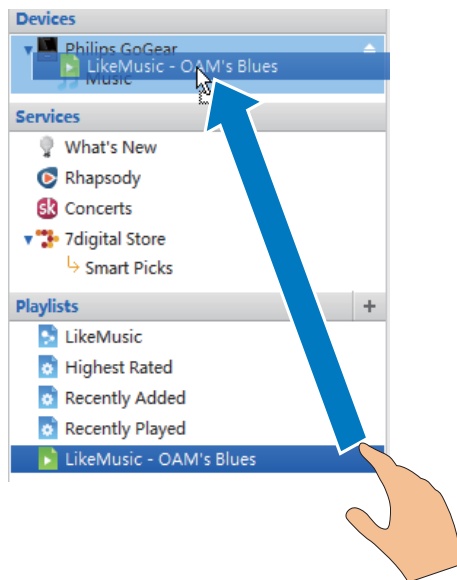 Devices
Philips GoGear
LikeMusic - OAM's Blues
Music
Services
What's New
Rhapsody
sk Concerts
7digital Store
Smart Picks
Playlists +
LikeMusic
Highest Rated
Recently Added
Recently Played
LikeMusic - OAM's Blues